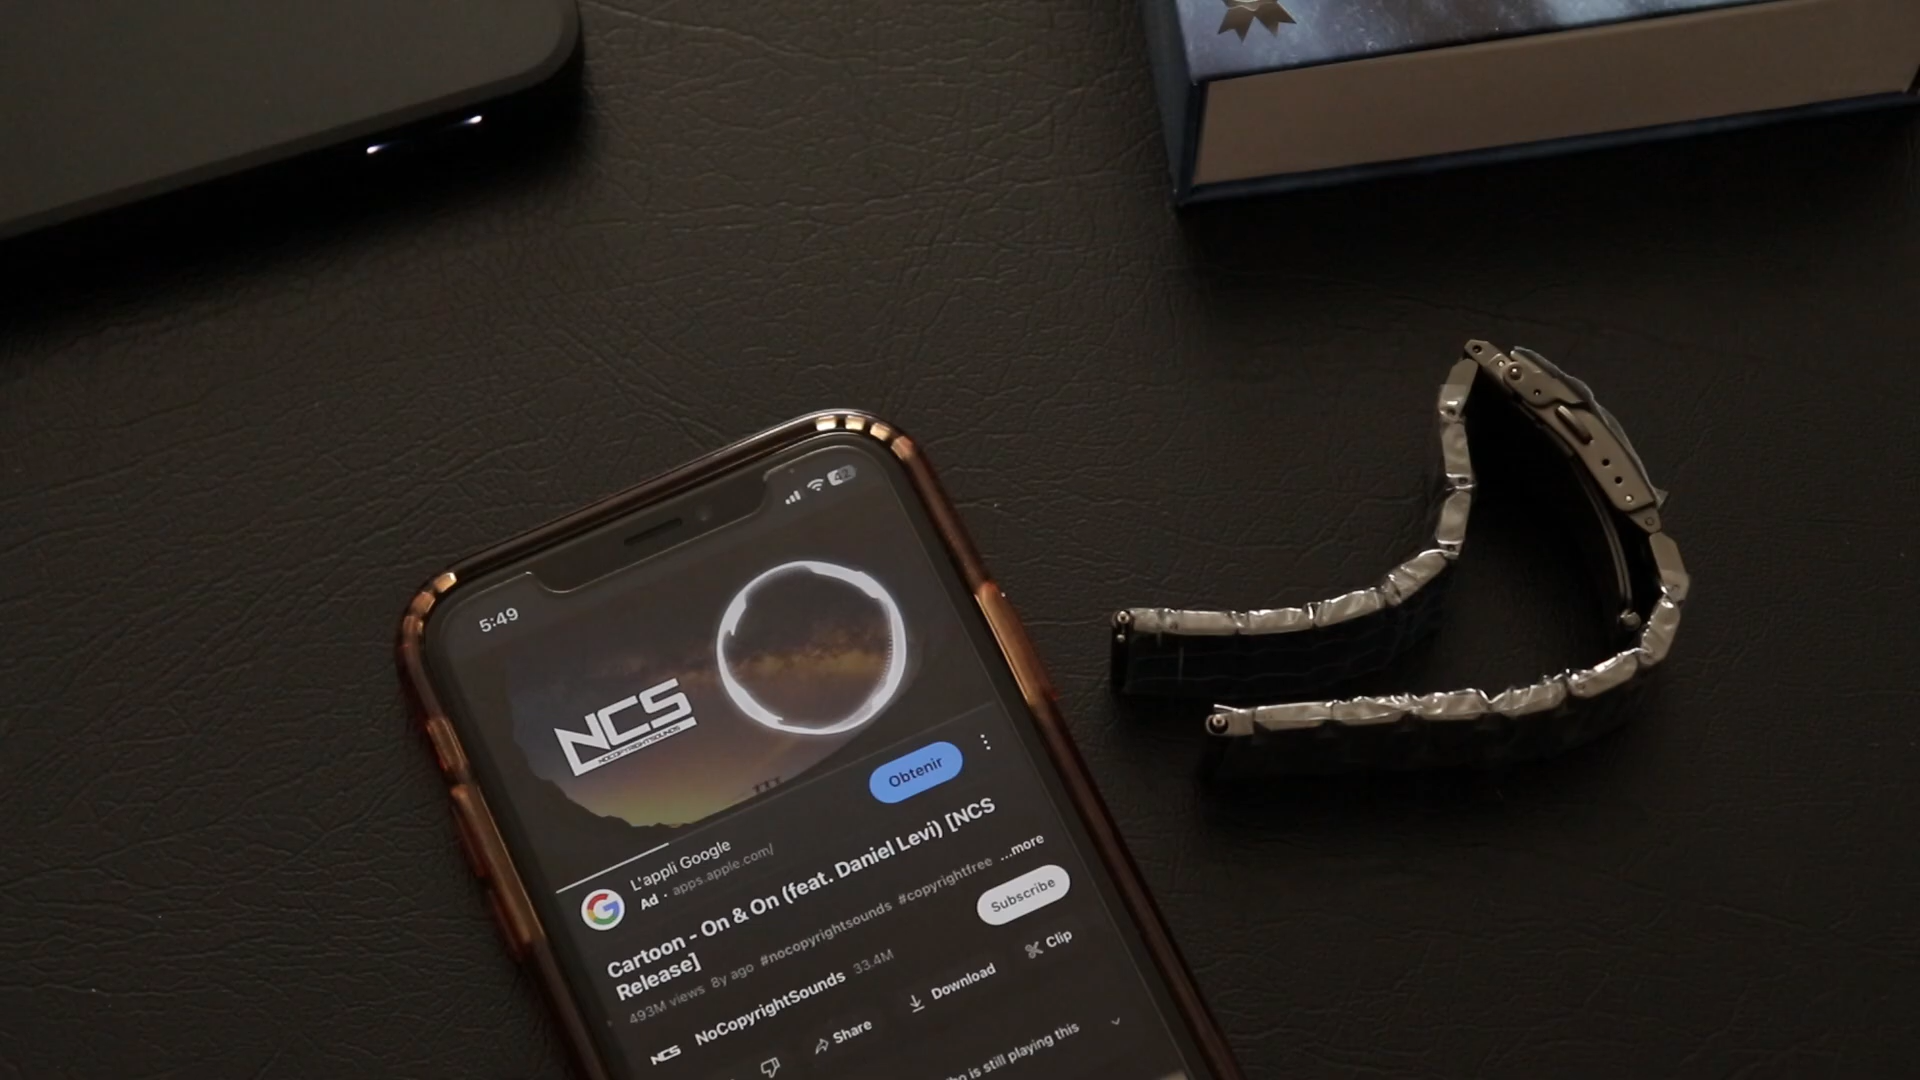 5:49
42
NCS
NOCOPYRIGHTSOUNDS
Obtenir
L'appli Google
Ad · apps.apple.com/
Cartoon - On & On (feat. Daniel Levi) [NCS
Release]
493M views 8y ago #nocopyrightsounds #copyrightfree ...more
NCS NoCopyrightSounds 33.4M Subscribe
Share Download Clip
is still playing this